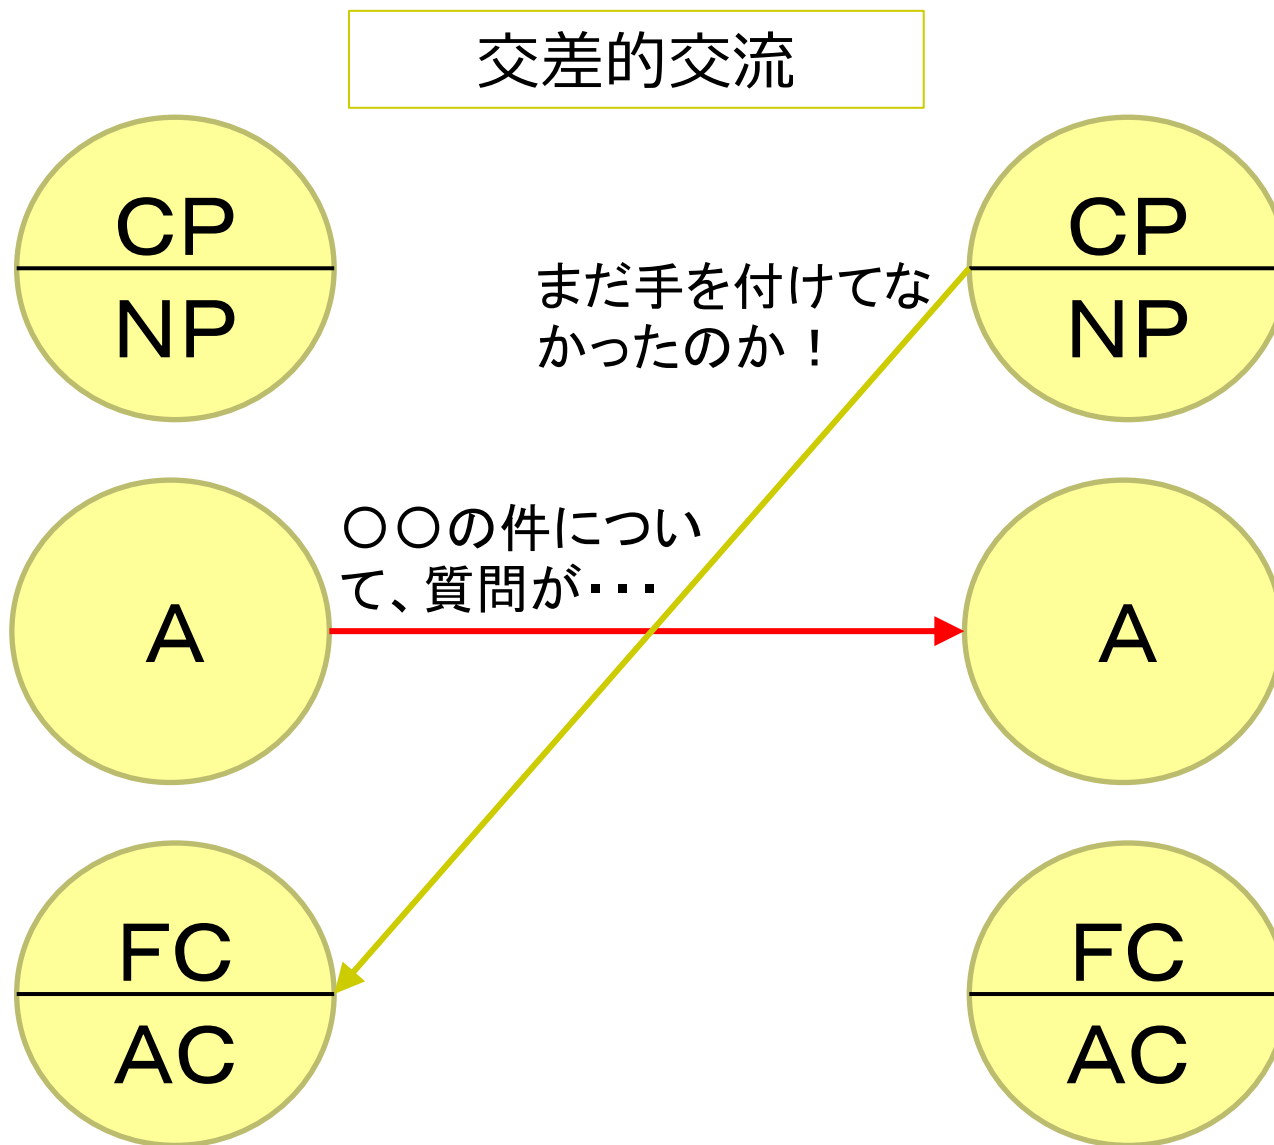 交差的交流
CP
NP
CP
NP
まだ手を付けてな
かったのか！
〇〇の件につい
て、質問が・・・
A
A
FC
AC
FC
AC